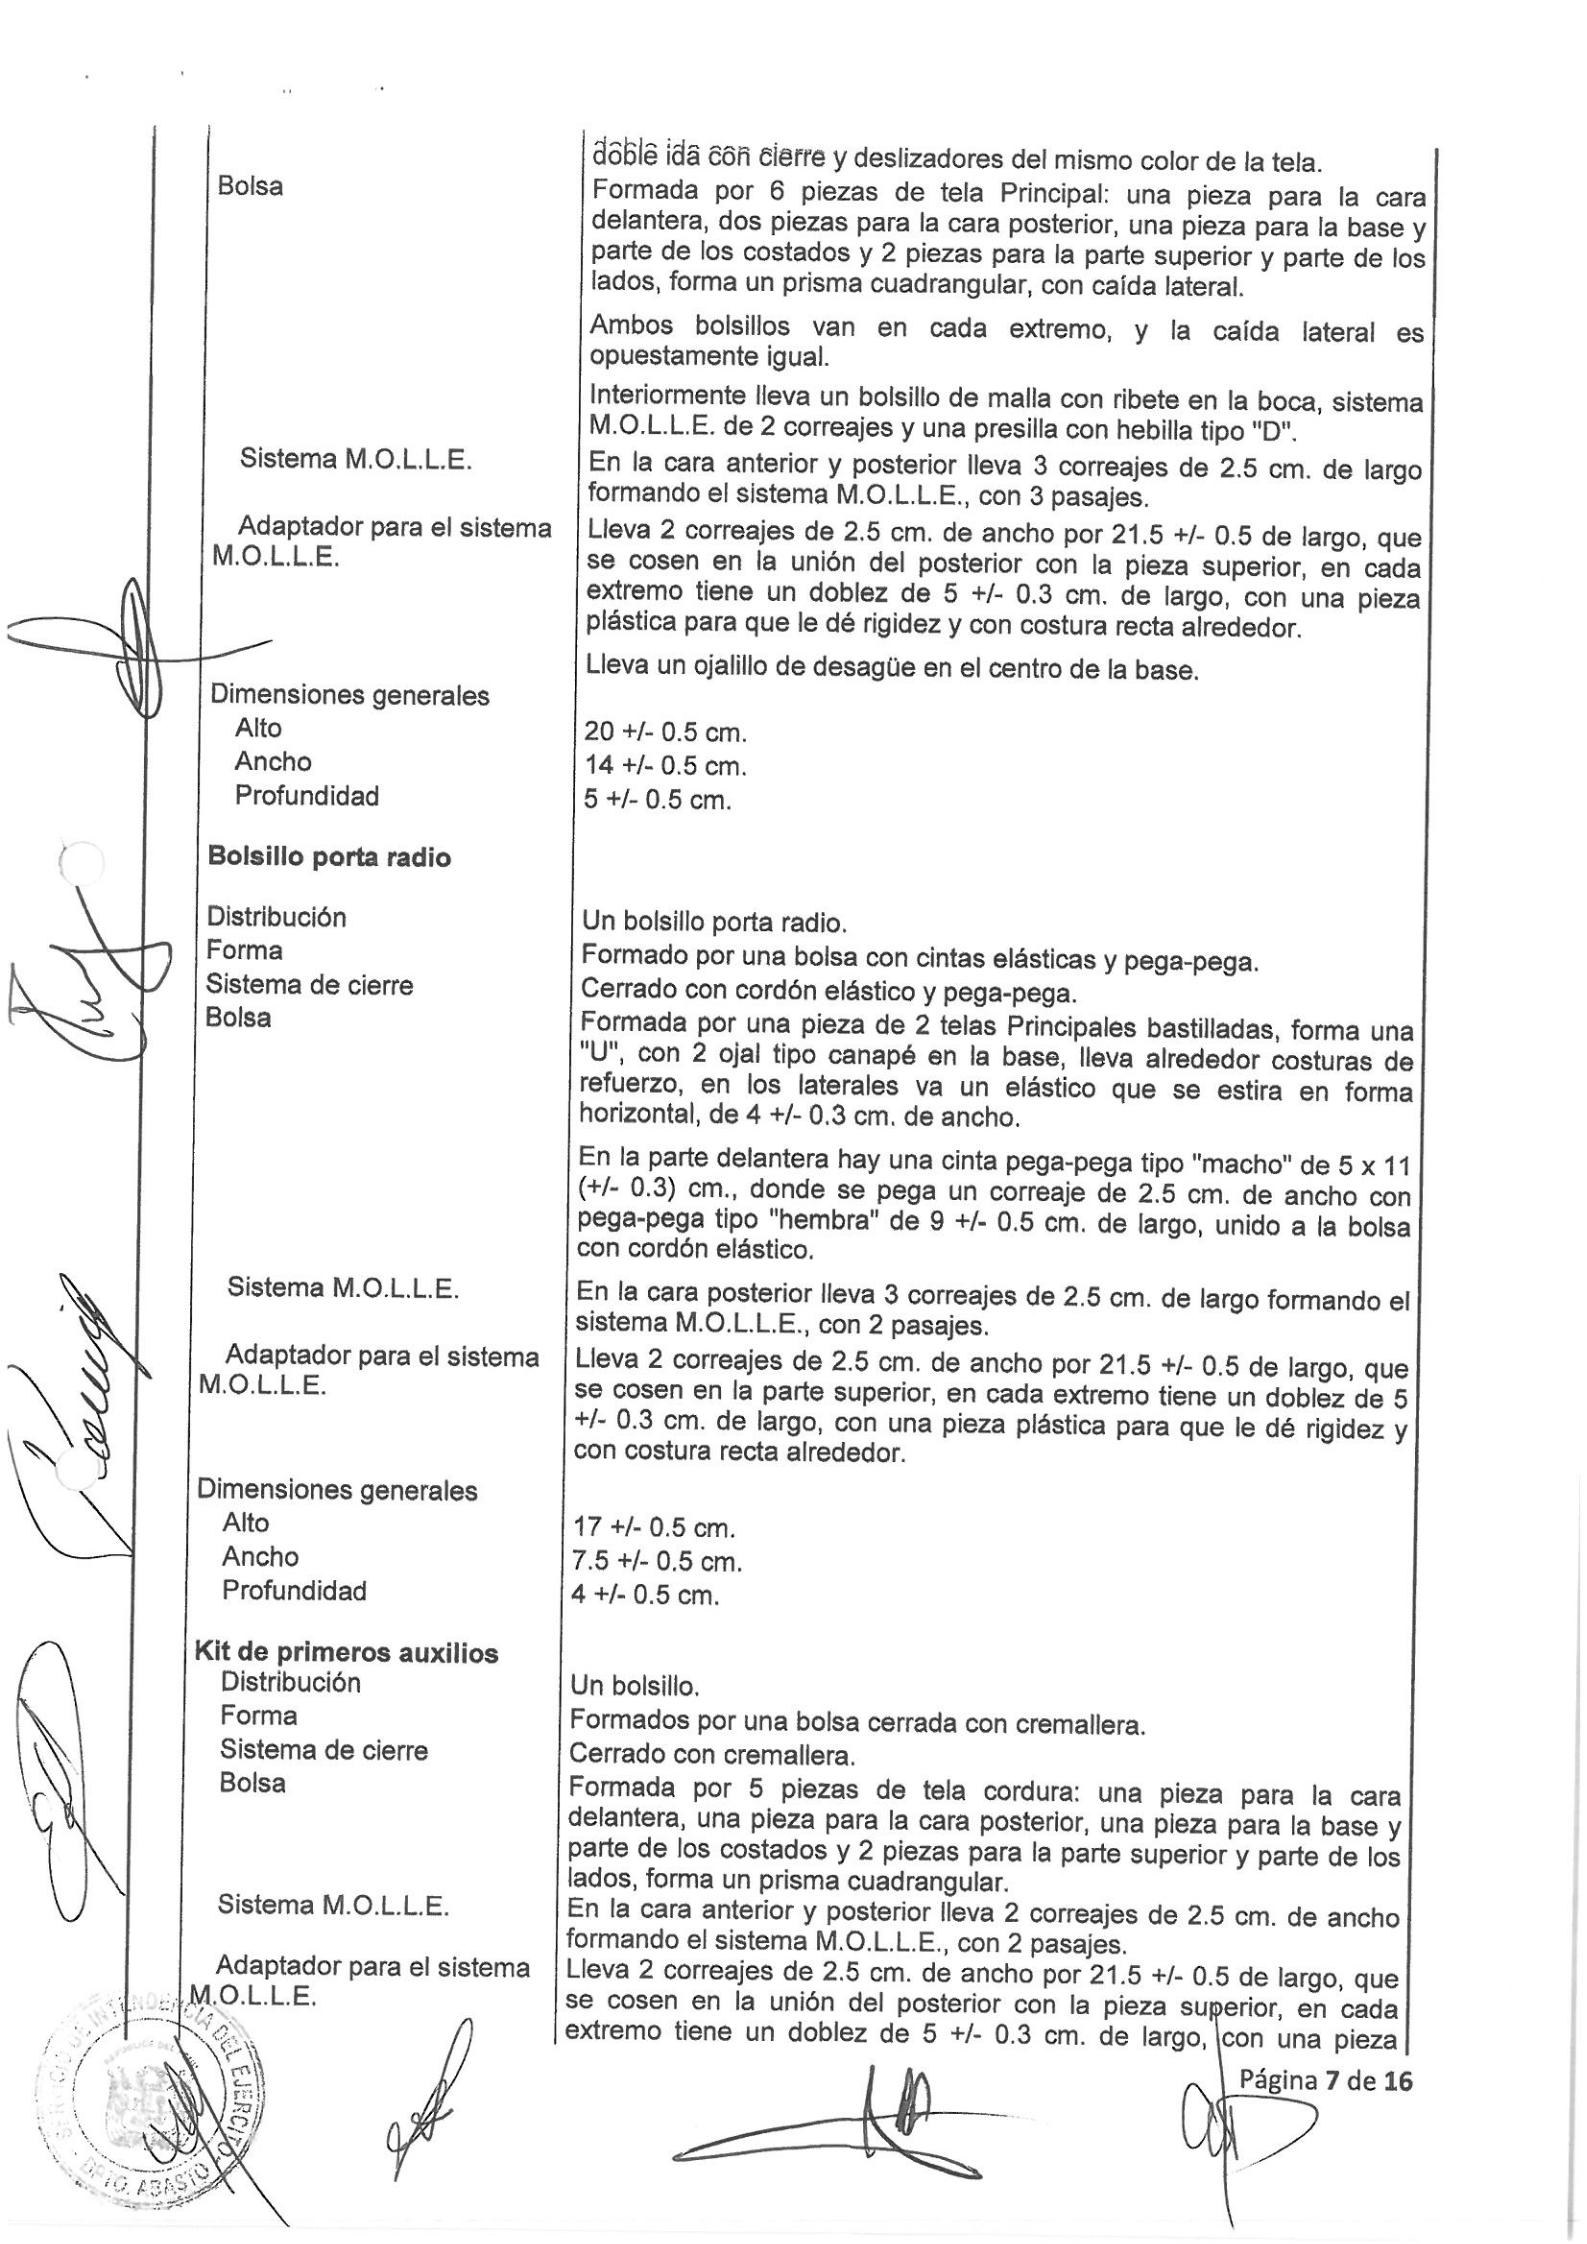 doble ida con cierre y deslizadores del mismo color de la tela.
Bolsa
Formada por 6 piezas de tela Principal: una pieza para la cara
delantera, dos piezas para la cara posterior, una pieza para la base y
parte de los costados y 2 piezas para la parte superior y parte de los
lados, forma un prisma cuadrangular, con caída lateral.
Ambos bolsillos van en cada extremo, y la caída lateral es
opuestamente igual.
Interiormente lleva un bolsillo de malla con ribete en la boca, sistema
M.O.L.L.E. de 2 correajes y una presilla con hebilla tipo "D".
Sistema M.O.L.L.E.
En la cara anterior y posterior lleva 3 correajes de 2.5 cm. de largo
formando el sistema M.O.L.L.E., con 3 pasajes.
Adaptador para el sistema
M.O.L.L.E.
Lleva 2 correajes de 2.5 cm. de ancho por 21.5 +/- 0.5 de largo, que
se cosen en la unión del posterior con la pieza superior, en cada
extremo tiene un doblez de 5 +/- 0.3 cm. de largo, con una pieza
plástica para que le dé rigidez y con costura recta alrededor.
Lleva un ojalillo de desagüe en el centro de la base.
Dimensiones generales
Alto 20 +/- 0.5 cm.
Ancho 14 +/- 0.5 cm.
Profundidad 5 +/- 0.5 cm.
Bolsillo porta radio
Distribución Un bolsillo porta radio.
Forma Formado por una bolsa con cintas elásticas y pega-pega.
Sistema de cierre Cerrado con cordón elástico y pega-pega.
Bolsa
Formada por una pieza de 2 telas Principales bastilladas, forma una
"U", con 2 ojal tipo canapé en la base, lleva alrededor costuras de
refuerzo, en los laterales va un elástico que se estira en forma
horizontal, de 4 +/- 0.3 cm. de ancho.
En la parte delantera hay una cinta pega-pega tipo "macho" de 5 x 11
(+/- 0.3) cm., donde se pega un correaje de 2.5 cm. de ancho con
pega-pega tipo "hembra" de 9 +/- 0.5 cm. de largo, unido a la bolsa
con cordón elástico.
Sistema M.O.L.L.E.
En la cara posterior lleva 3 correajes de 2.5 cm. de largo formando el
sistema M.O.L.L.E., con 2 pasajes.
Adaptador para el sistema
M.O.L.L.E.
Lleva 2 correajes de 2.5 cm. de ancho por 21.5 +/- 0.5 de largo, que
se cosen en la parte superior, en cada extremo tiene un doblez de 5
+/- 0.3 cm. de largo, con una pieza plástica para que le dé rigidez y
con costura recta alrededor.
Dimensiones generales
Alto 17 +/- 0.5 cm.
Ancho 7.5 +/- 0.5 cm.
Profundidad 4 +/- 0.5 cm.
Kit de primeros auxilios
Distribución Un bolsillo.
Forma Formados por una bolsa cerrada con cremallera.
Sistema de cierre Cerrado con cremallera.
Bolsa
Formada por 5 piezas de tela cordura: una pieza para la cara
delantera, una pieza para la cara posterior, una pieza para la base y
parte de los costados y 2 piezas para la parte superior y parte de los
lados, forma un prisma cuadrangular.
Sistema M.O.L.L.E.
En la cara anterior y posterior lleva 2 correajes de 2.5 cm. de ancho
formando el sistema M.O.L.L.E., con 2 pasajes.
Adaptador para el sistema
M.O.L.L.E.
Lleva 2 correajes de 2.5 cm. de ancho por 21.5 +/- 0.5 de largo, que
se cosen en la unión del posterior con la pieza superior, en cada
extremo tiene un doblez de 5 +/- 0.3 cm. de largo, con una pieza
SERVICIO DE INTENDENCIA DEL EJERCITO
DPTO. ABASTO
Página 7 de 16